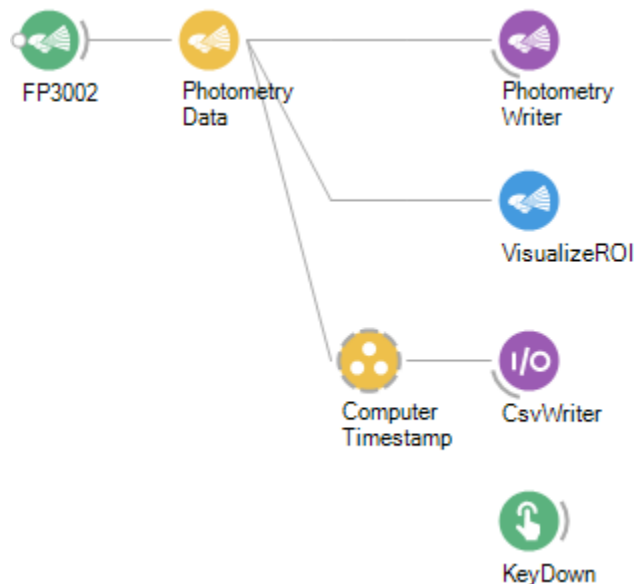 FP3002
Photometry
Data
Photometry
Writer
VisualizeROI
Computer
Timestamp
I/O
CsvWriter
KeyDown